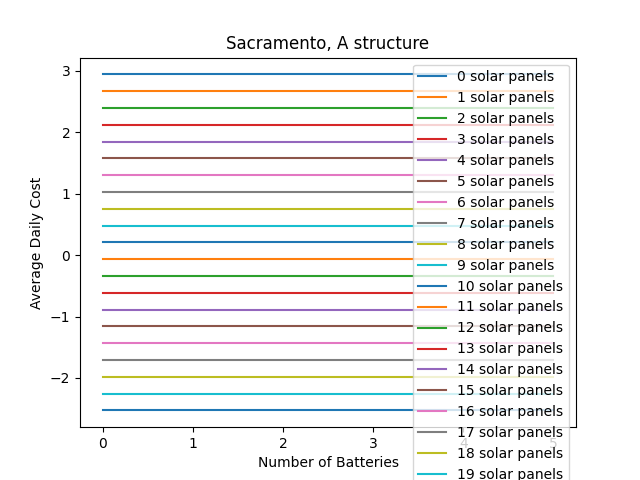 Sacramento, A structure
Average Daily Cost
3
2
1
0
−1
−2
0 solar panels
1 solar panels
2 solar panels
3 solar panels
4 solar panels
5 solar panels
6 solar panels
7 solar panels
8 solar panels
9 solar panels
10 solar panels
11 solar panels
12 solar panels
13 solar panels
14 solar panels
15 solar panels
16 solar panels
17 solar panels
18 solar panels
19 solar panels
0 1 2 3 4 5
Number of Batteries